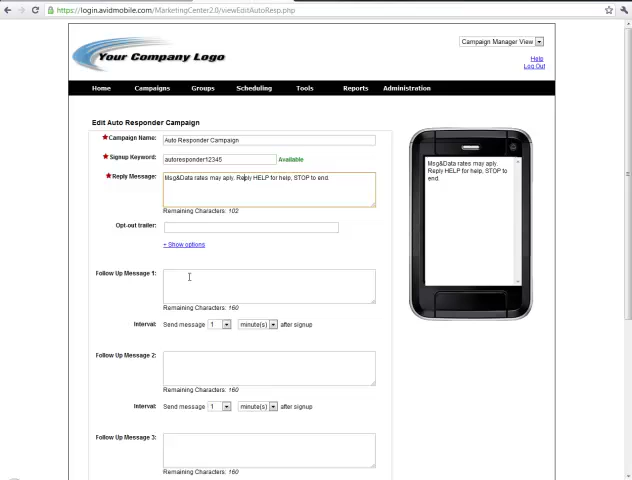 https://login.avidmobile.com/MarketingCenter2.0/viewEditAutoResp.php
Your Company Logo
Campaign Manager View
Help
Log Out
Home Campaigns Groups Scheduling Tools Reports Administration
Edit Auto Responder Campaign
Campaign Name: Auto Responder Campaign
Signup Keyword: autoresponder12345 Available
Reply Message: Msg&Data rates may aply. Reply HELP for help, STOP to end.
Remaining Characters: 102
Opt-out trailer:
+ Show options
Follow Up Message 1:
Remaining Characters: 160
Interval: Send message 1 minute(s) after signup
Follow Up Message 2:
Remaining Characters: 160
Interval: Send message 1 minute(s) after signup
Follow Up Message 3:
Remaining Characters: 160
Msg&Data rates may aply.
Reply HELP for help, STOP to
end.